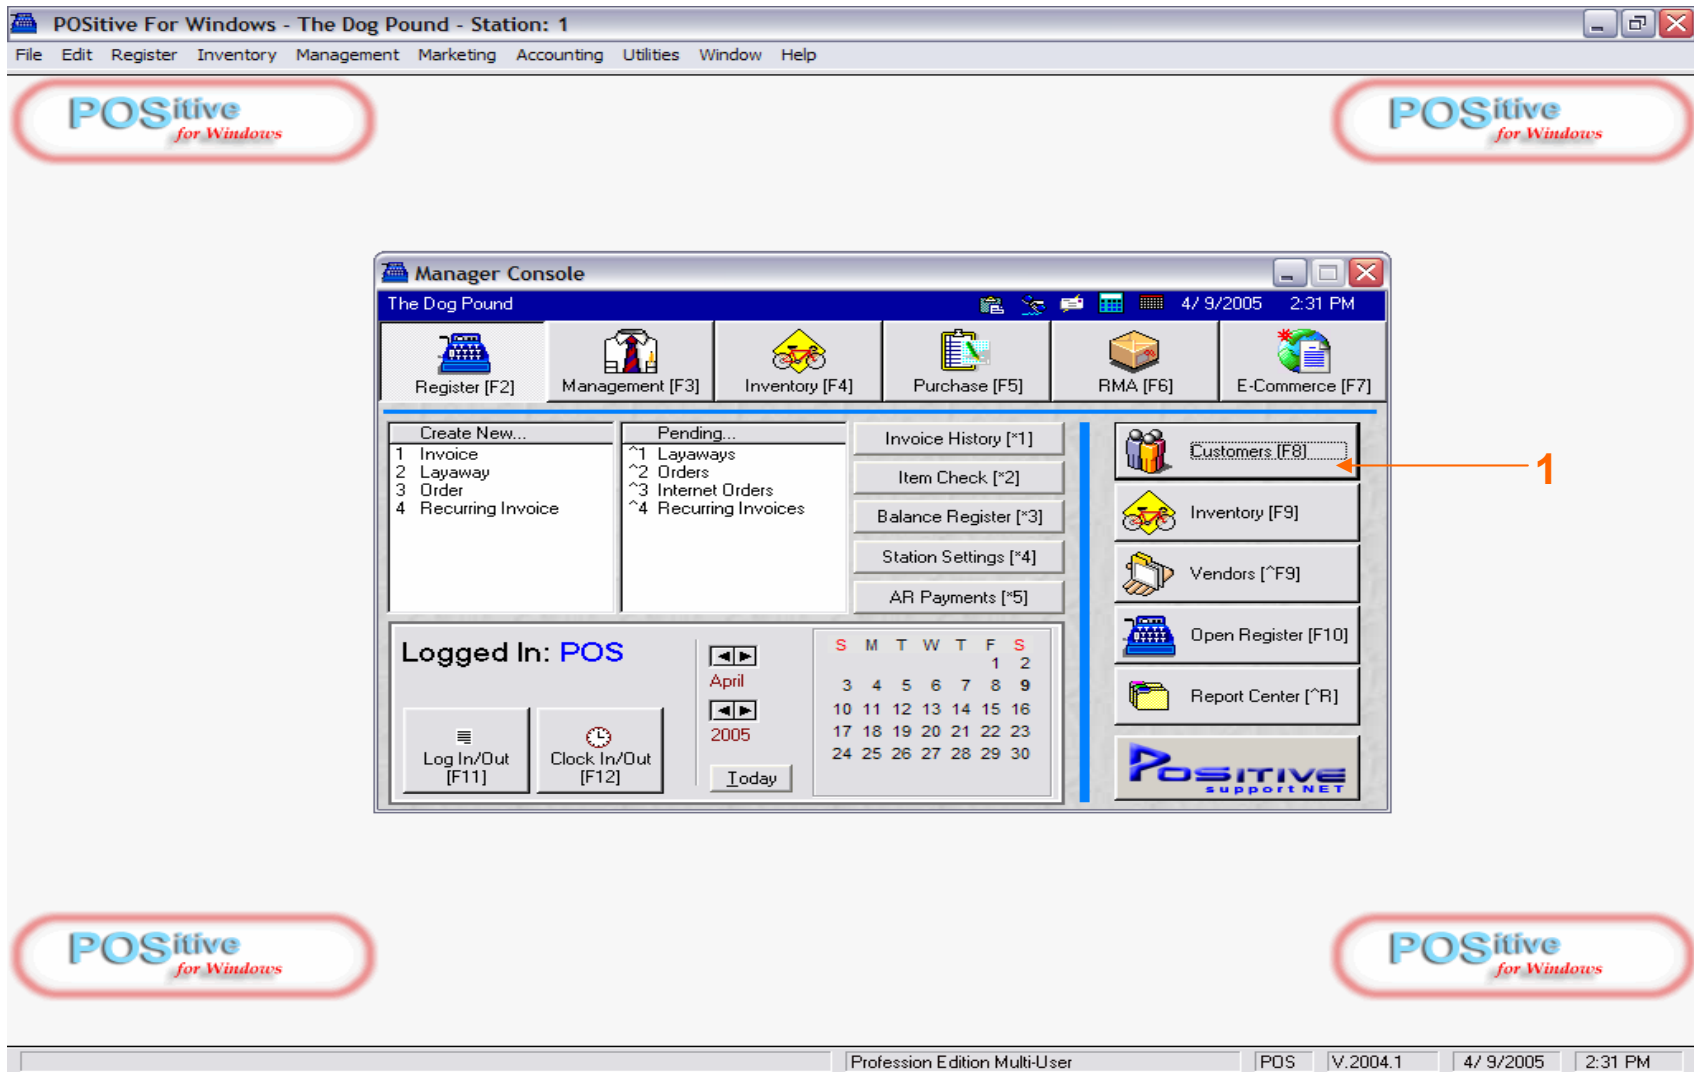 POSitive For Windows - The Dog Pound - Station: 1
File Edit Register Inventory Management Marketing Accounting Utilities Window Help
POSitive
for Windows
POSitive
for Windows
Manager Console
The Dog Pound
4/ 9/2005 2:31 PM
Register [F2] Management [F3] Inventory [F4] Purchase [F5] RMA [F6] E-Commerce [F7]
Create New...
1 Invoice
2 Layaway
3 Order
4 Recurring Invoice
Pending...
^1 Layaways
^2 Orders
^3 Internet Orders
^4 Recurring Invoices
Invoice History [*1]
Item Check [*2]
Balance Register [*3]
Station Settings [*4]
AR Payments [*5]
Customers [F8]
1
Inventory [F9]
Vendors [^F9]
Open Register [F10]
Report Center [^R]
POSITIVE
support NET
Logged In: POS
Log In/Out
[F11]
Clock In/Out
[F12]
April
2005
Today
S M T W T F S
1 2
3 4 5 6 7 8 9
10 11 12 13 14 15 16
17 18 19 20 21 22 23
24 25 26 27 28 29 30
POSitive
for Windows
POSitive
for Windows
Profession Edition Multi-User POS V.2004.1 4/ 9/2005 2:31 PM